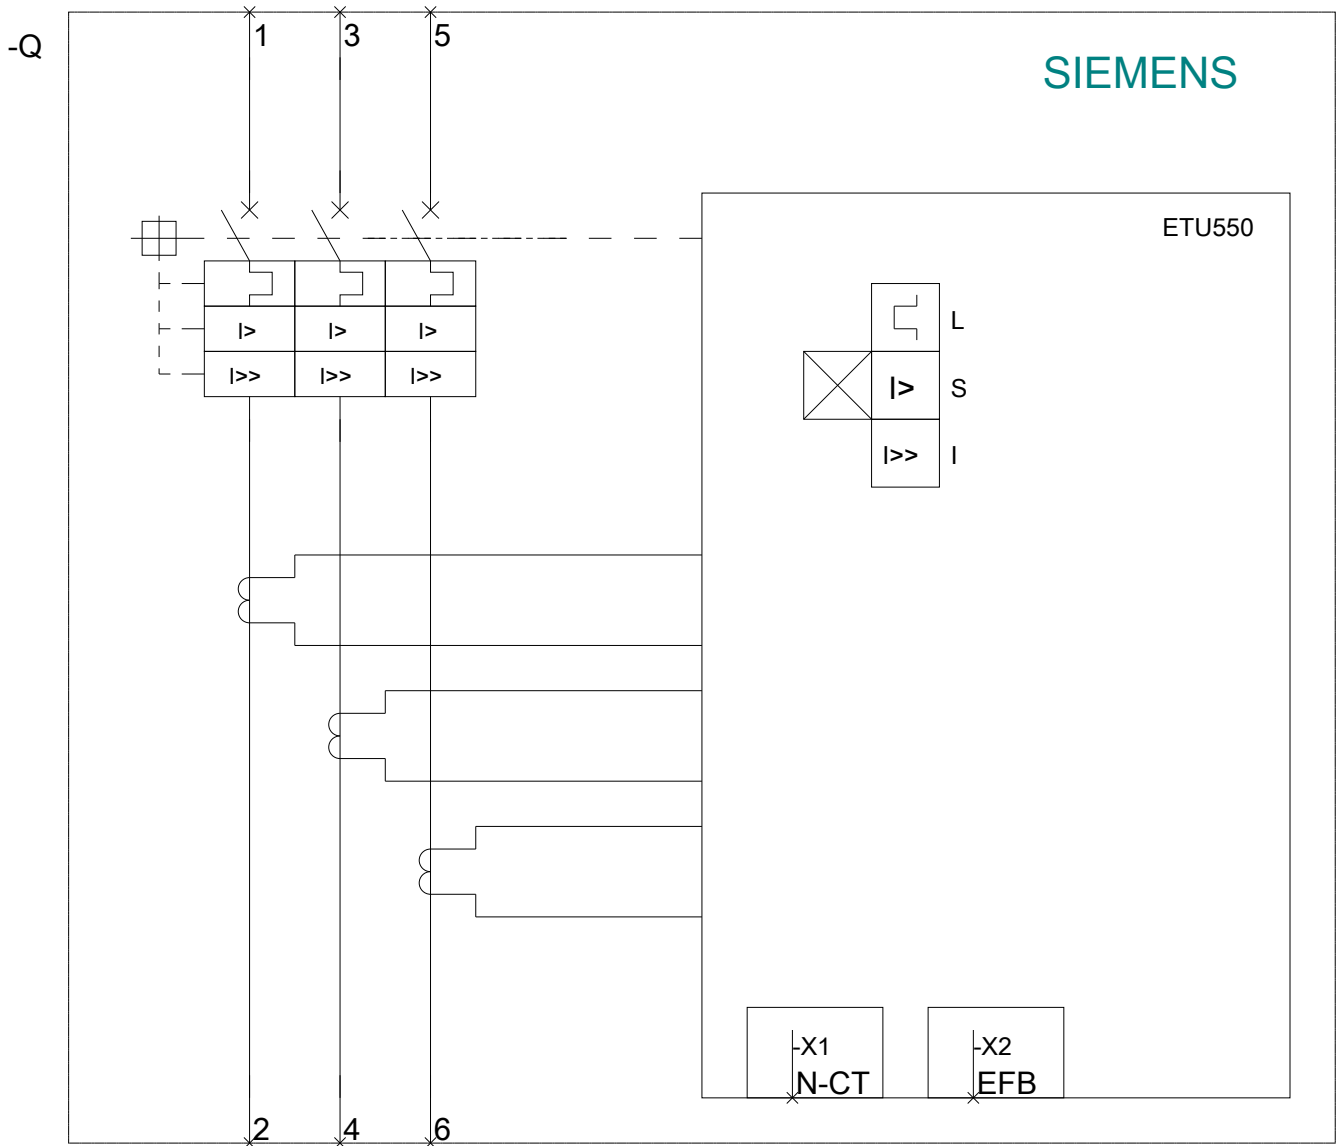 1 3 5
-Q
SIEMENS
ETU550
L
I> I> I>
I>> I>> I>>
I> S
I>> I
-X1 -X2
N-CT EFB
2 4 6